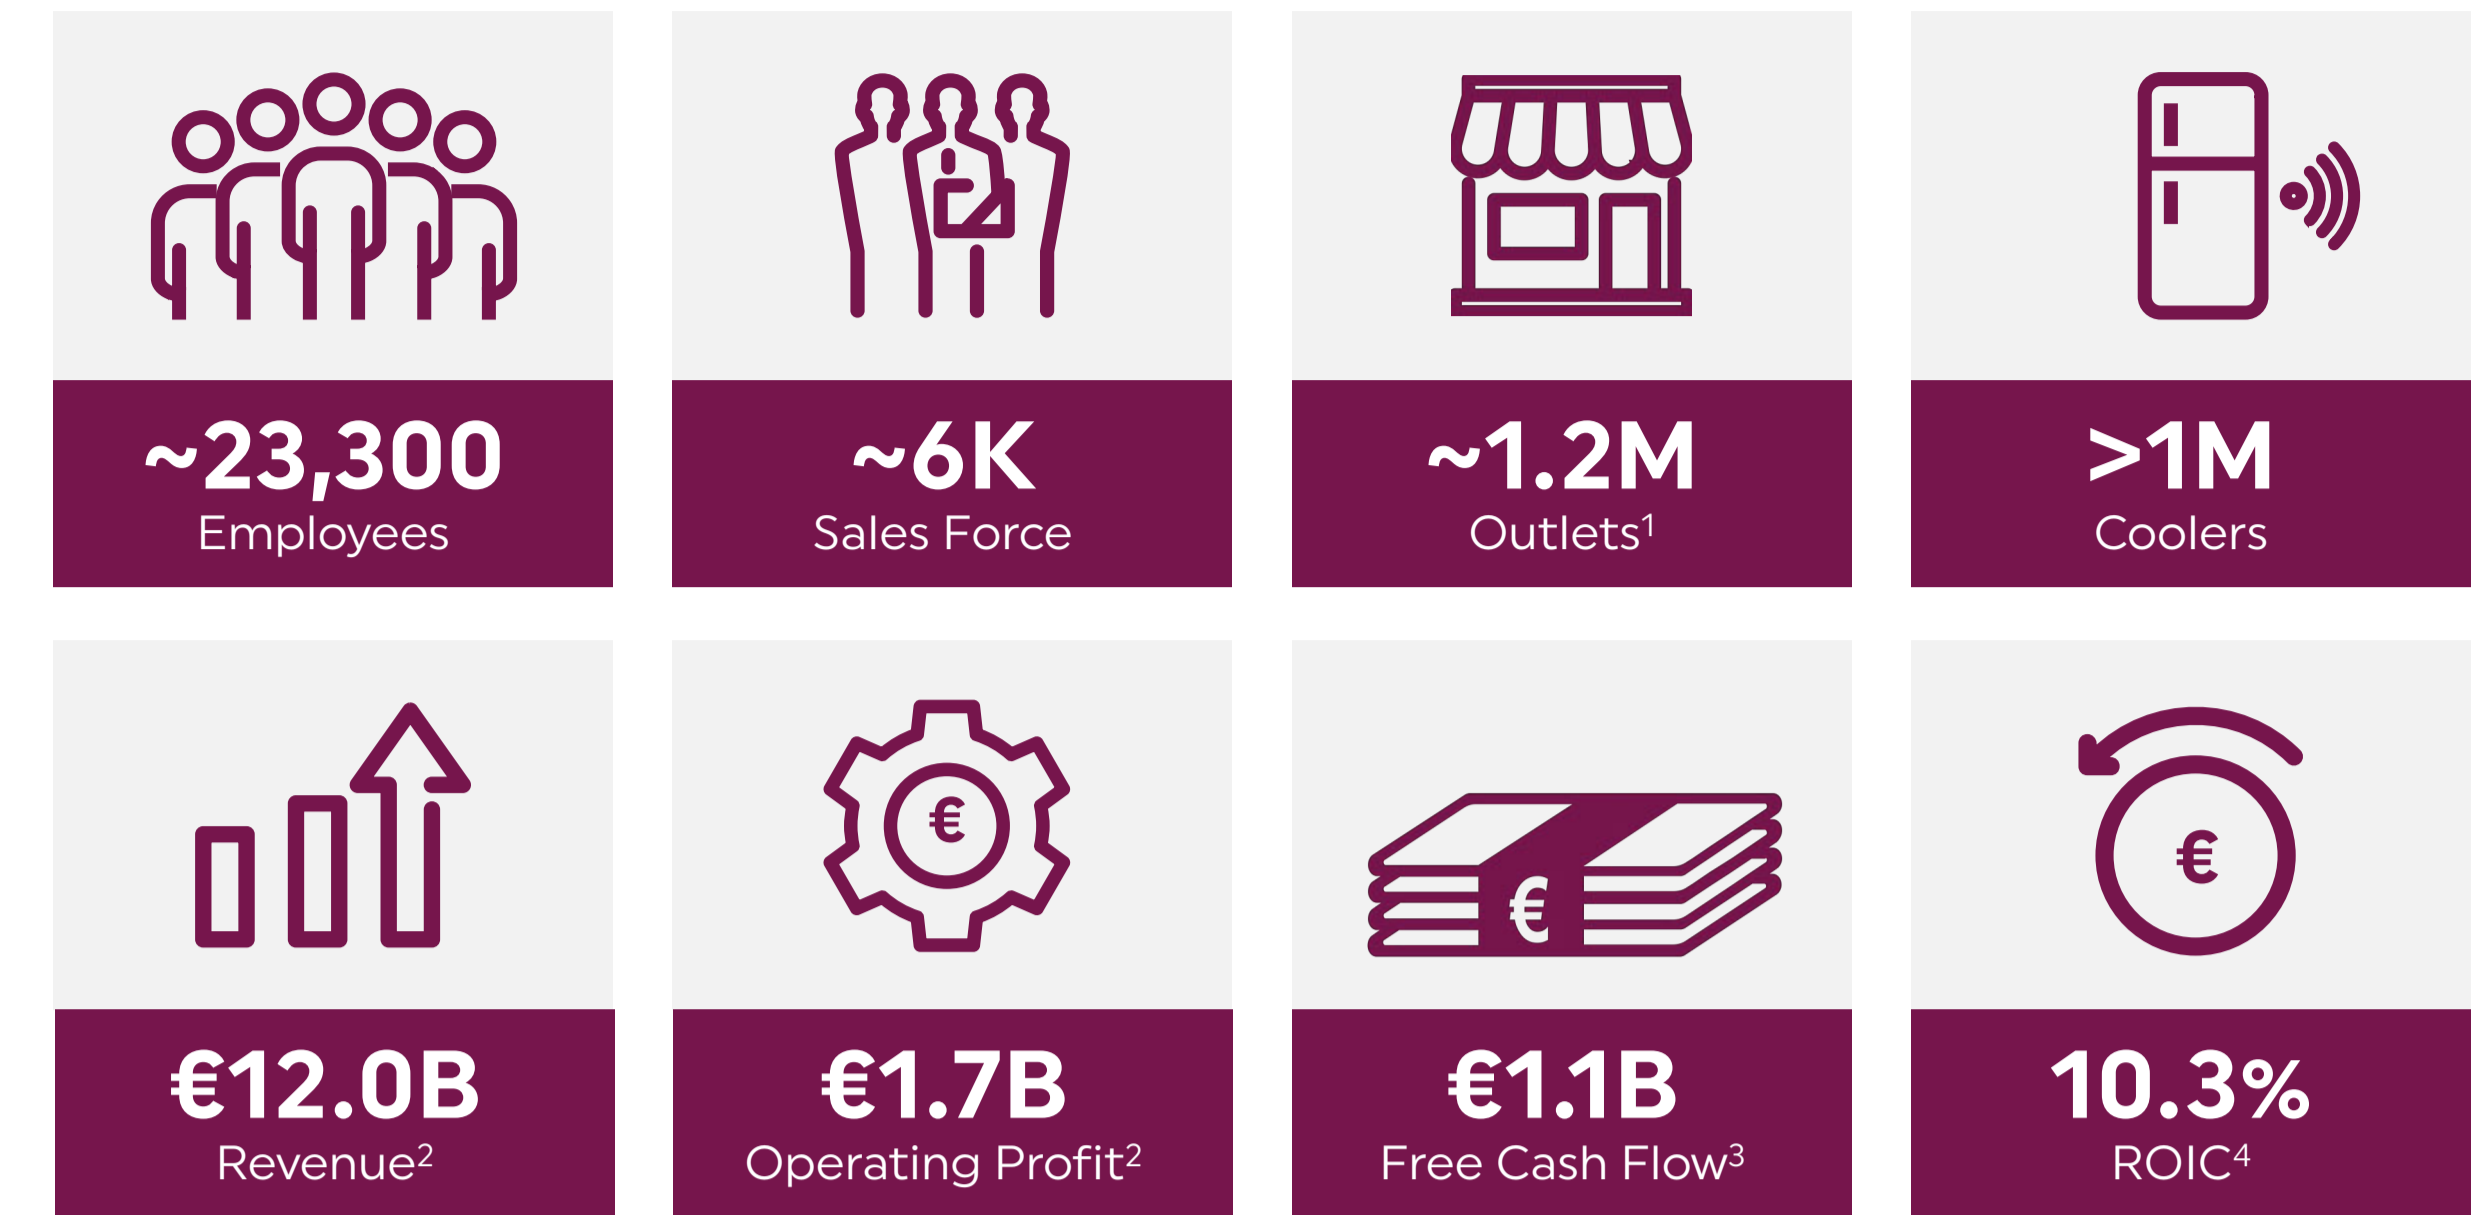 ~23,300
Employees
~6K
Sales Force
~1.2M
Outlets¹
>1M
Coolers
€
€
€
€12.0B
Revenue²
€1.7B
Operating Profit²
€1.1B
Free Cash Flow³
10.3%
ROIC⁴